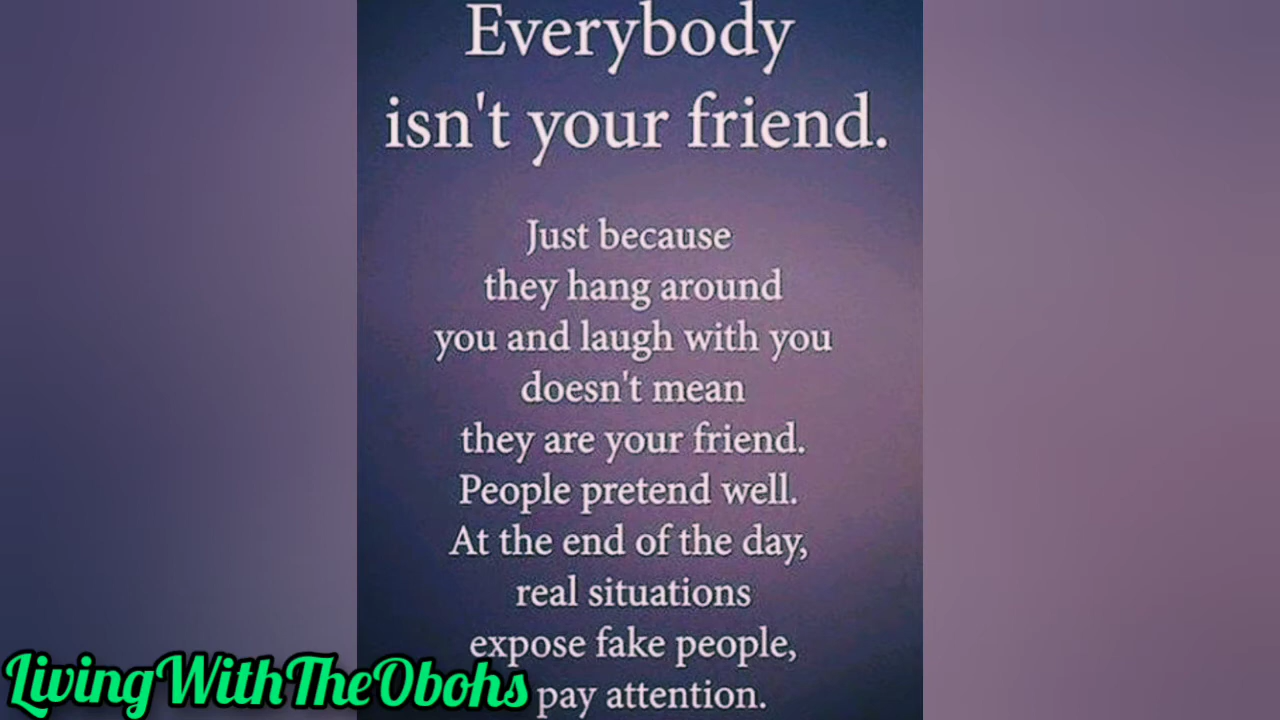 Everybody
isn't your friend.
Just because
they hang around
you and laugh with you
doesn't mean
they are your friend.
People pretend well.
At the end of the day,
real situations
expose fake people,
pay attention.
LivingWithTheObohs